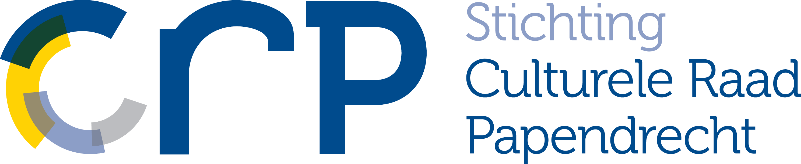 crp
Stichting
Culturele Raad
Papendrecht